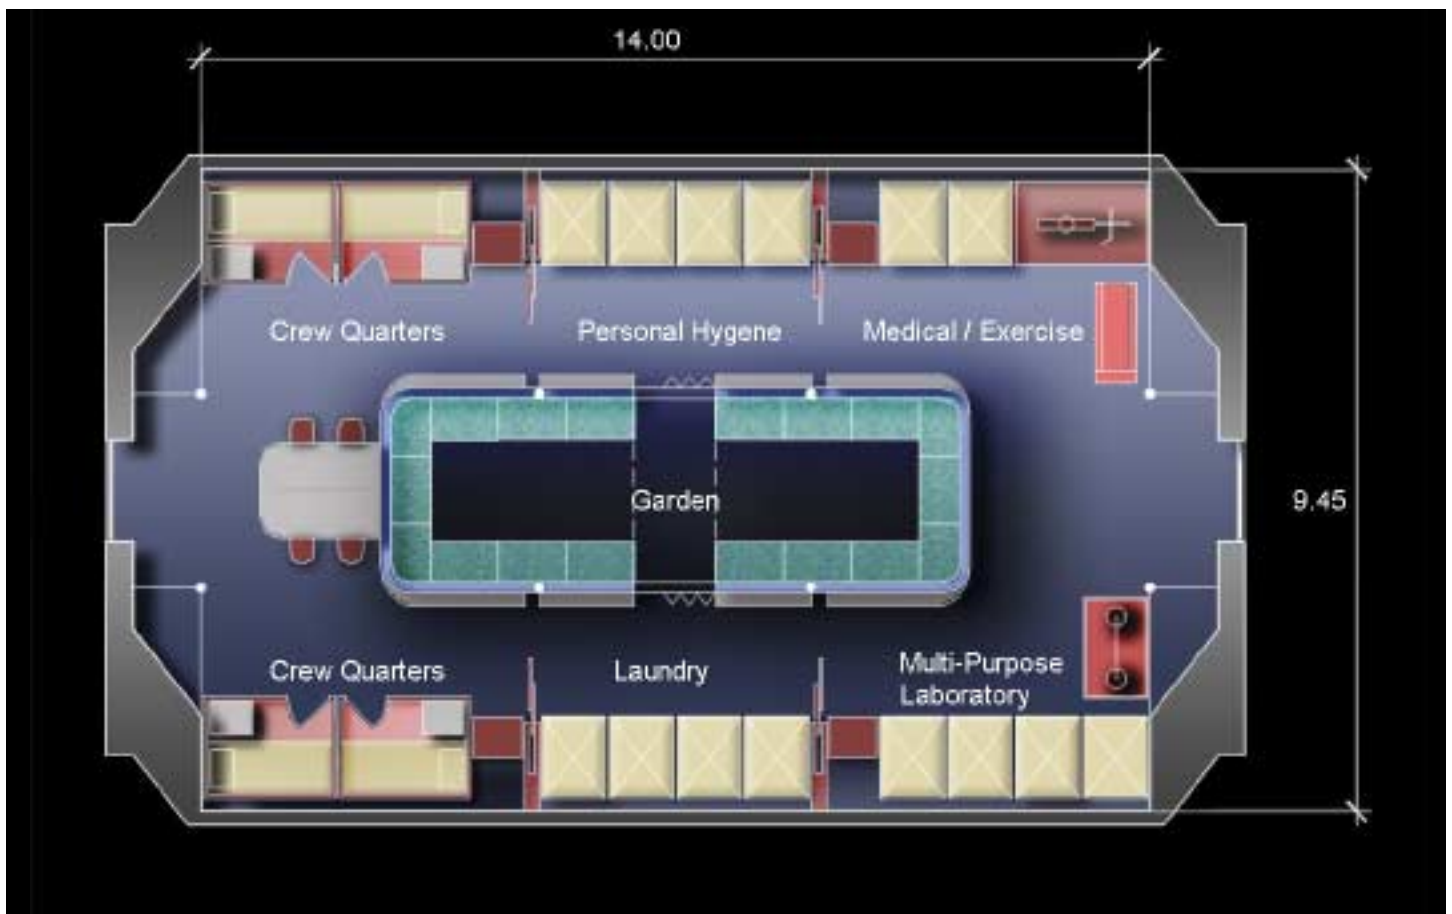 14.00
Crew Quarters
Personal Hygene
Medical / Exercise
Garden
9.45
Crew Quarters
Laundry
Multi-Purpose
Laboratory